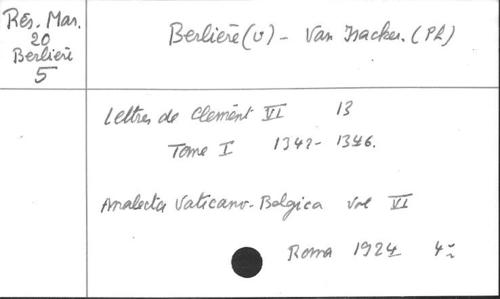 Rés. Mar.
20
Berlière
5
Berlière (U) - Van Isacker. (Ph)
Lettres de Clément VI 13
Tome I 1342 - 1346.
Analecta Vaticano-Belgica vol VI
Roma 1924 4º